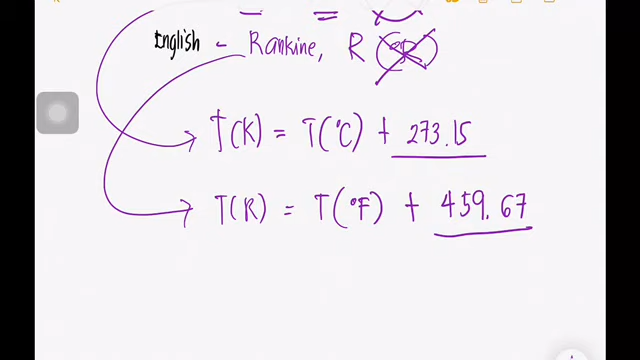 English - Rankine, R
T(K) = T(°C) + 273.15
T(R) = T(°F) + 459.67